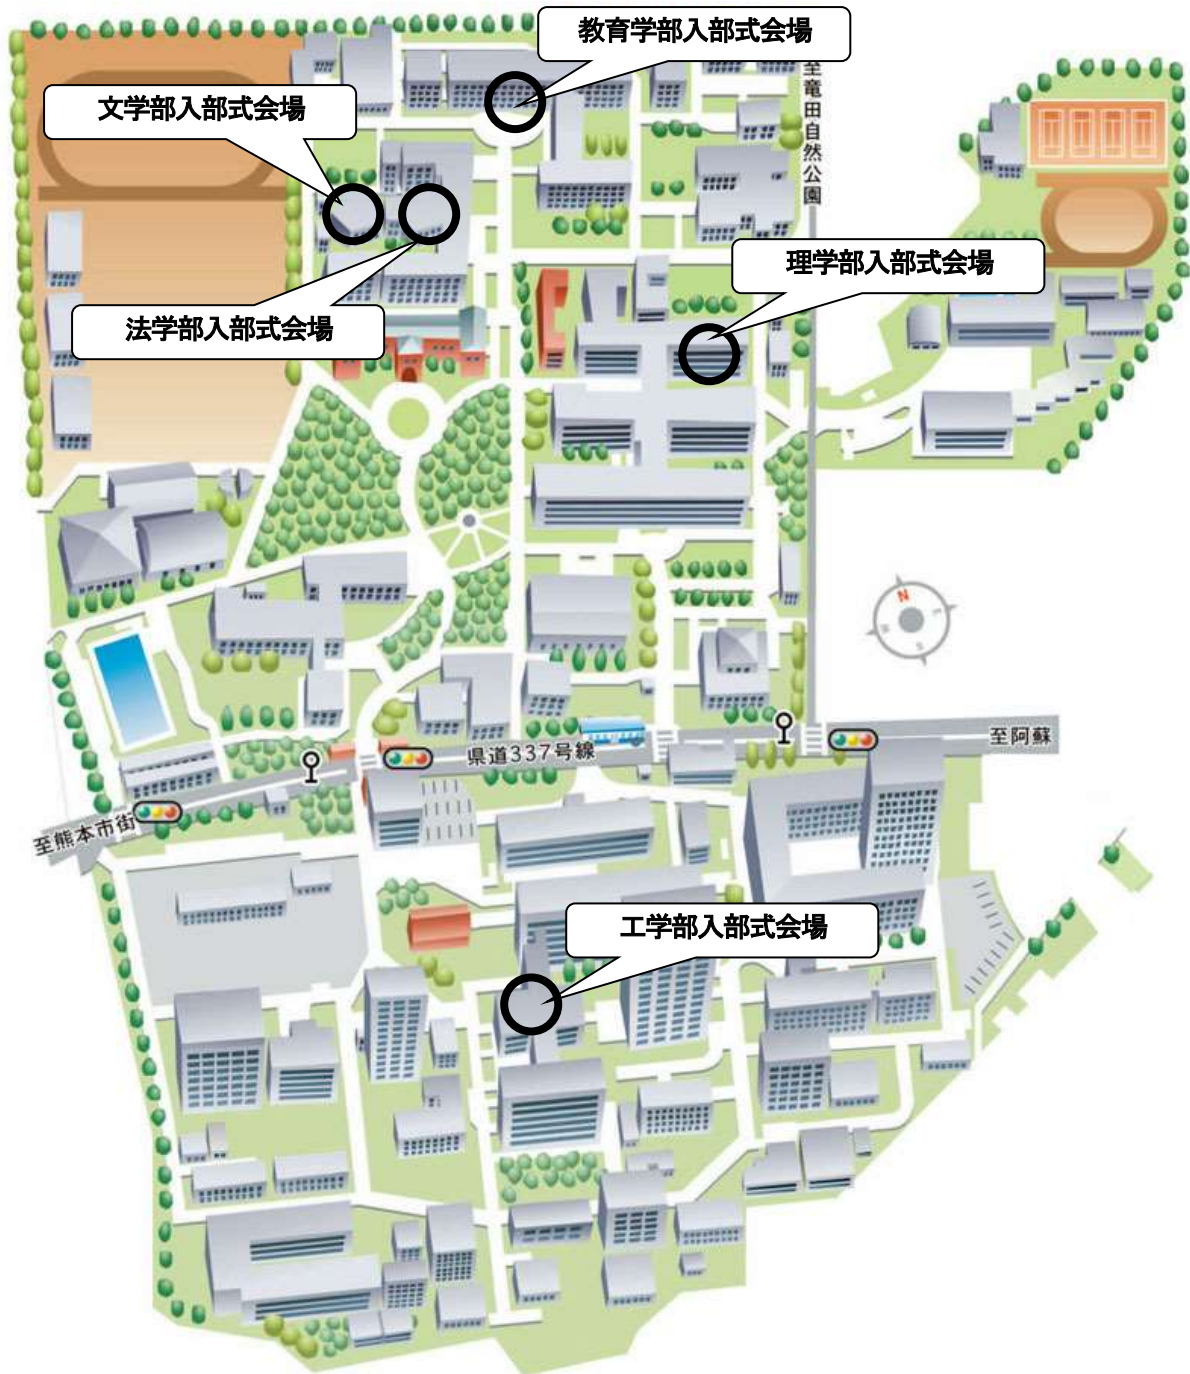 教育学部入部式会場
至竜田自然公園
文学部入部式会場
理学部入部式会場
法学部入部式会場
N
E
W
S
県道337号線
至阿蘇
至熊本市街
工学部入部式会場